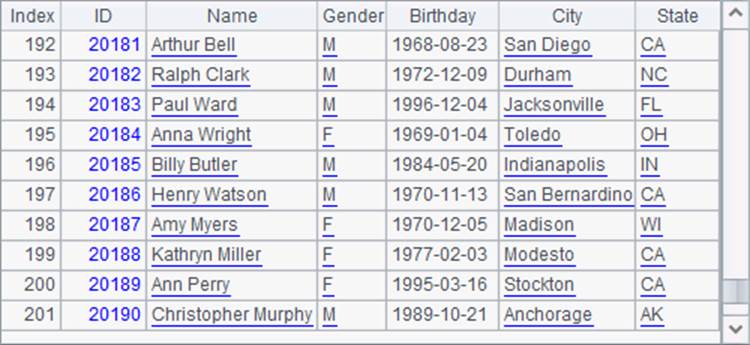 Index ID Name Gender Birthday City State
192 20181 Arthur Bell M 1968-08-23 San Diego CA
193 20182 Ralph Clark M 1972-12-09 Durham NC
194 20183 Paul Ward M 1996-12-04 Jacksonville FL
195 20184 Anna Wright F 1969-01-04 Toledo OH
196 20185 Billy Butler M 1984-05-20 Indianapolis IN
197 20186 Henry Watson M 1970-11-13 San Bernardino CA
198 20187 Amy Myers F 1970-12-05 Madison WI
199 20188 Kathryn Miller F 1977-02-03 Modesto CA
200 20189 Ann Perry F 1995-03-16 Stockton CA
201 20190 Christopher Murphy M 1989-10-21 Anchorage AK